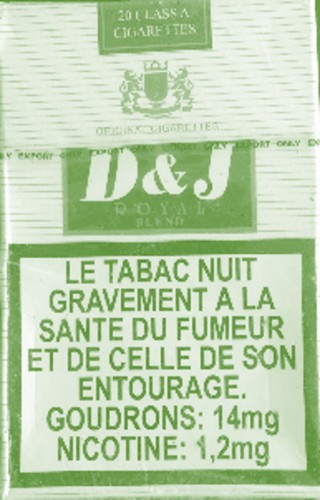 20 CLASS A
CIGARETTES
ORIGINAL CIGARETTES
EXPORT ONLY EXPORT ONLY EXPORT ONLY EXPORT ONLY
D&J
ROYAL
BLEND
LE TABAC NUIT
GRAVEMENT A LA
SANTE DU FUMEUR
ET DE CELLE DE SON
ENTOURAGE.
GOUDRONS: 14mg
NICOTINE: 1,2mg